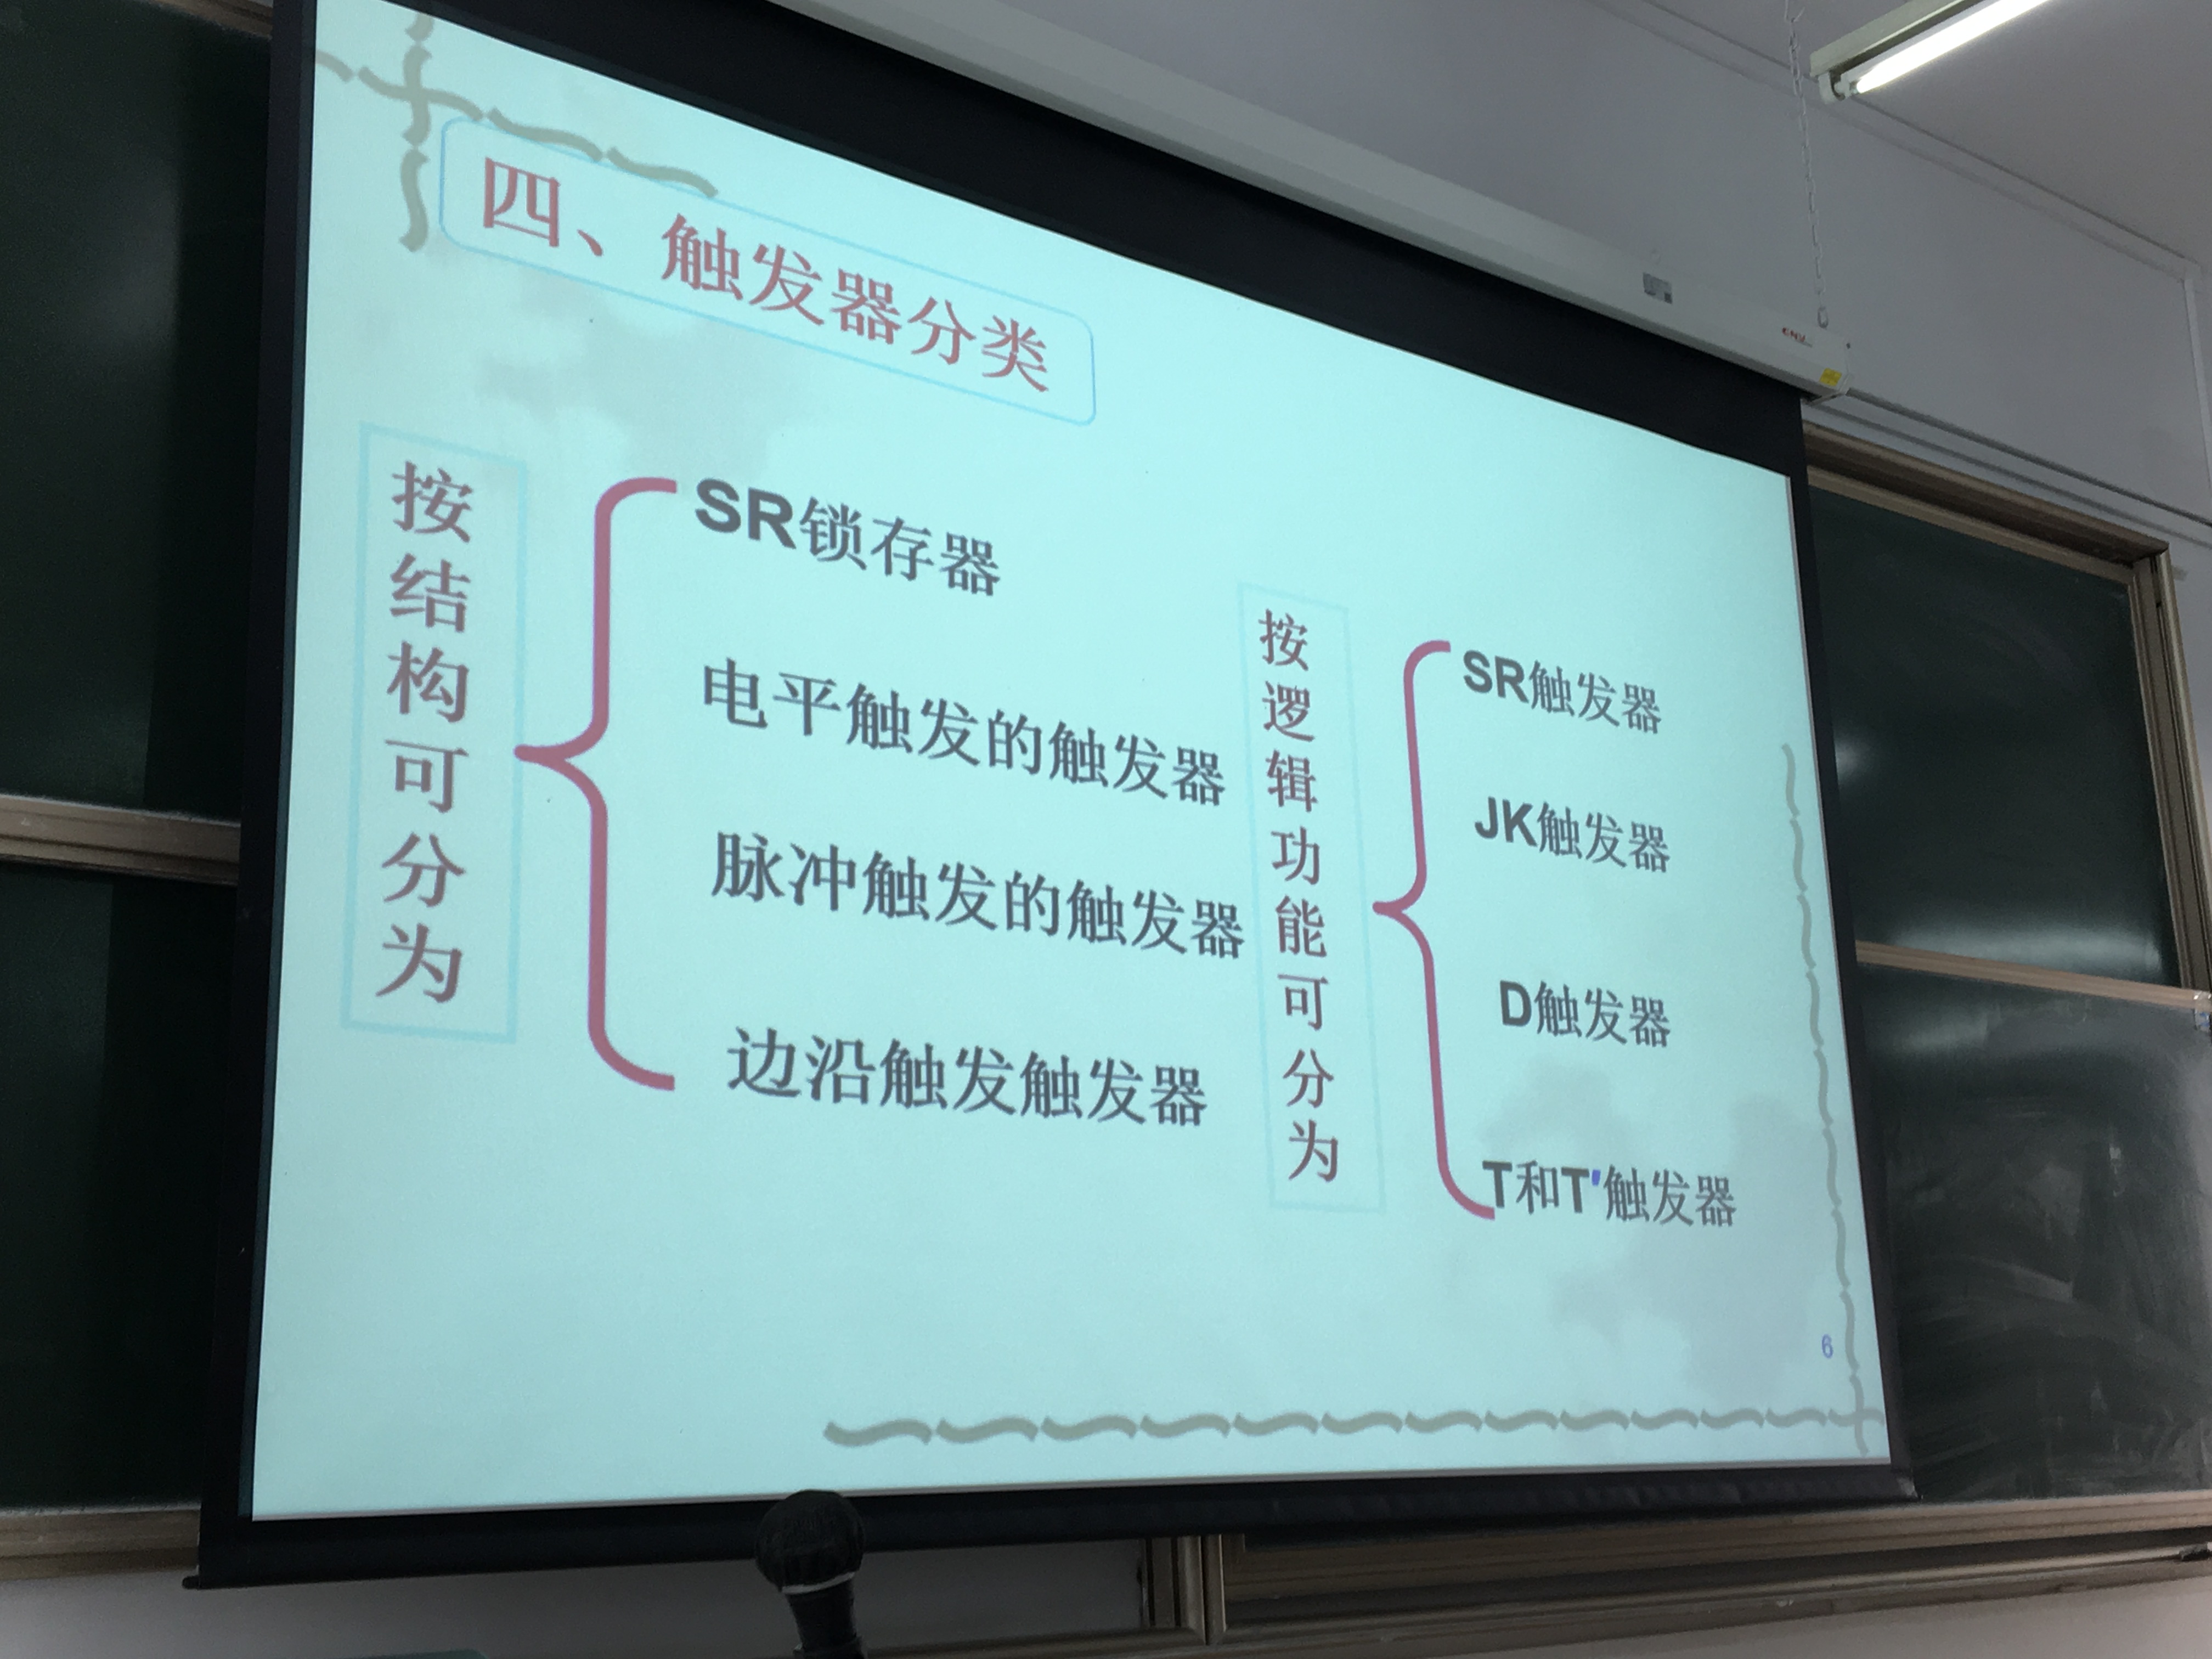 四、触发器分类
按结构可分为
SR锁存器
电平触发的触发器
脉冲触发的触发器
边沿触发触发器
按逻辑功能可分为
SR触发器
JK触发器
D触发器
T和T'触发器
6